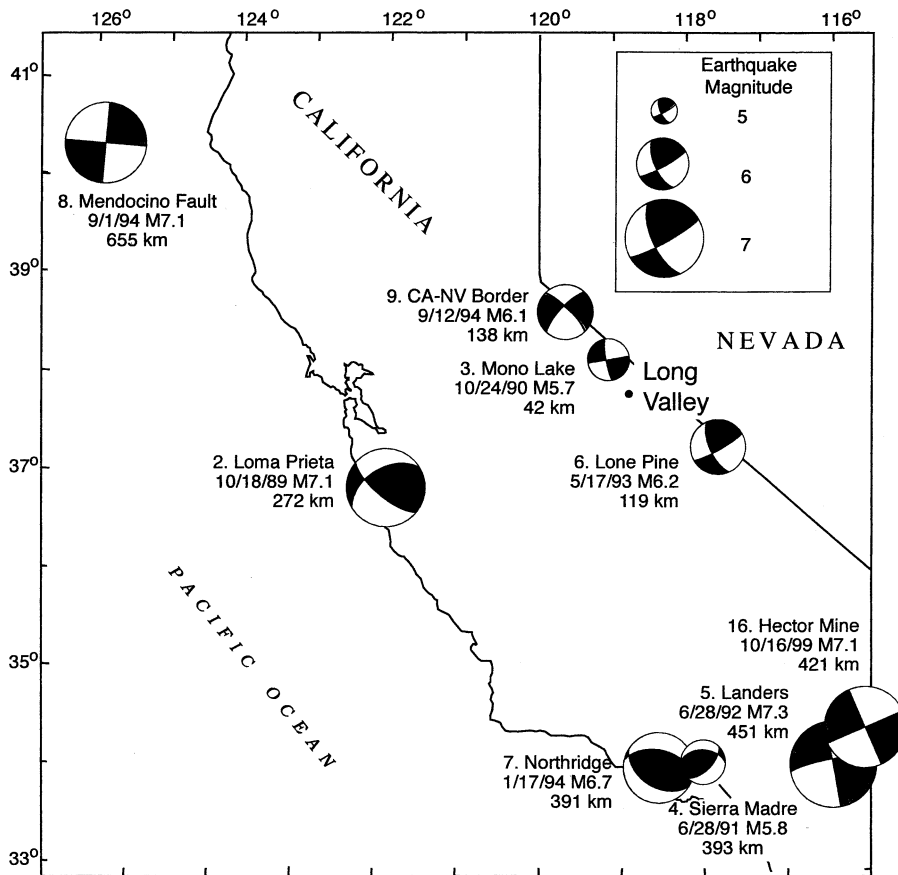 126° 124° 122° 120° 118° 116°
41°
39°
37°
35°
33°
CALIFORNIA
NEVADA
PACIFIC OCEAN
Earthquake
Magnitude
5
6
7
8. Mendocino Fault
9/1/94 M7.1
655 km
9. CA-NV Border
9/12/94 M6.1
138 km
3. Mono Lake
10/24/90 M5.7
42 km
Long
Valley
2. Loma Prieta
10/18/89 M7.1
272 km
6. Lone Pine
5/17/93 M6.2
119 km
16. Hector Mine
10/16/99 M7.1
421 km
5. Landers
6/28/92 M7.3
451 km
7. Northridge
1/17/94 M6.7
391 km
4. Sierra Madre
6/28/91 M5.8
393 km